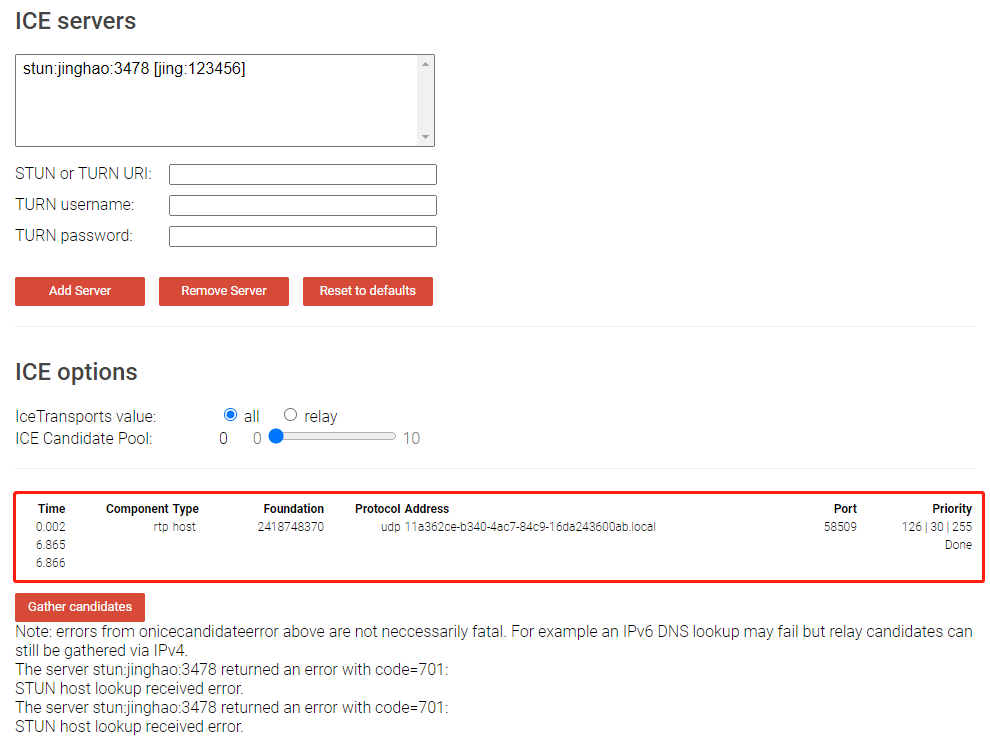 ICE servers
stun:jinghao:3478 [jing:123456]
STUN or TURN URI:
TURN username:
TURN password:
Add Server Remove Server Reset to defaults
ICE options
IceTransports value: all relay
ICE Candidate Pool: 0 0 10
Time Component Type Foundation Protocol Address Port Priority
0.002 rtp host 2418748370 udp 11a362ce-b340-4ac7-84c9-16da243600ab.local 58509 126 | 30 | 255
6.865 Done
6.866
Gather candidates
Note: errors from onicecandidateerror above are not neccessarily fatal. For example an IPv6 DNS lookup may fail but relay candidates can
still be gathered via IPv4.
The server stun:jinghao:3478 returned an error with code=701:
STUN host lookup received error.
The server stun:jinghao:3478 returned an error with code=701:
STUN host lookup received error.